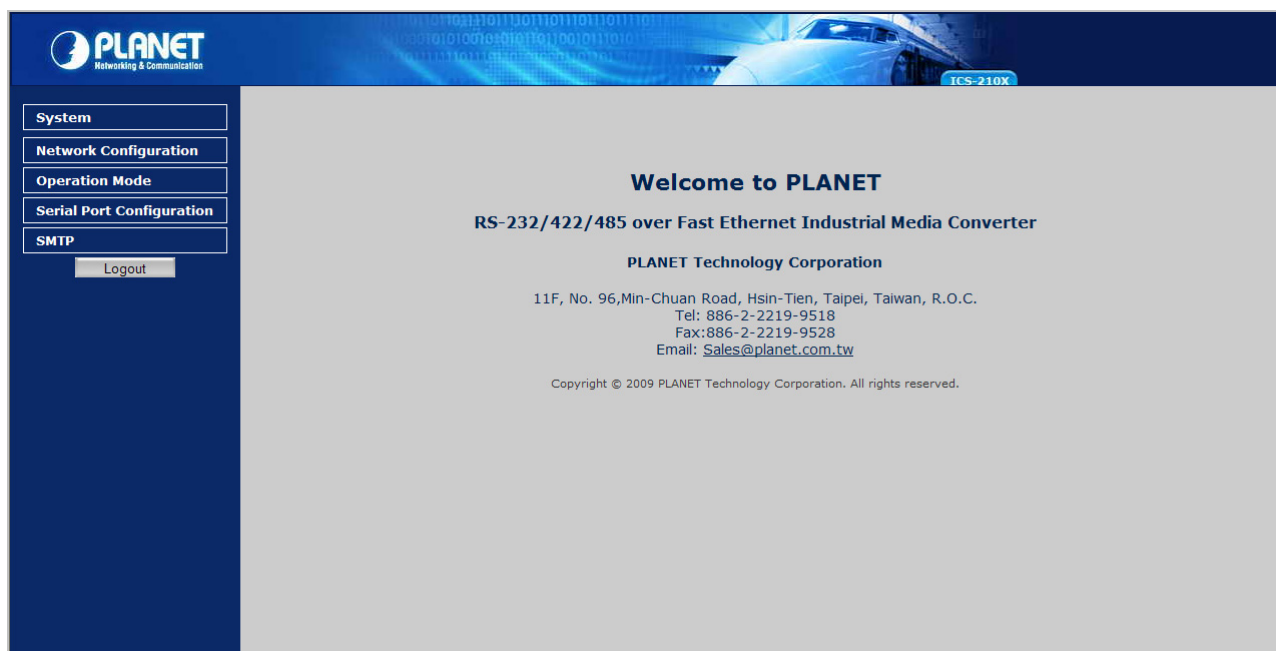 PLANET
Networking & Communication
ICS-210X
System
Network Configuration
Operation Mode
Serial Port Configuration
SMTP
Logout
Welcome to PLANET
RS-232/422/485 over Fast Ethernet Industrial Media Converter
PLANET Technology Corporation
11F, No. 96,Min-Chuan Road, Hsin-Tien, Taipei, Taiwan, R.O.C.
Tel: 886-2-2219-9518
Fax:886-2-2219-9528
Email: Sales@planet.com.tw
Copyright © 2009 PLANET Technology Corporation. All rights reserved.